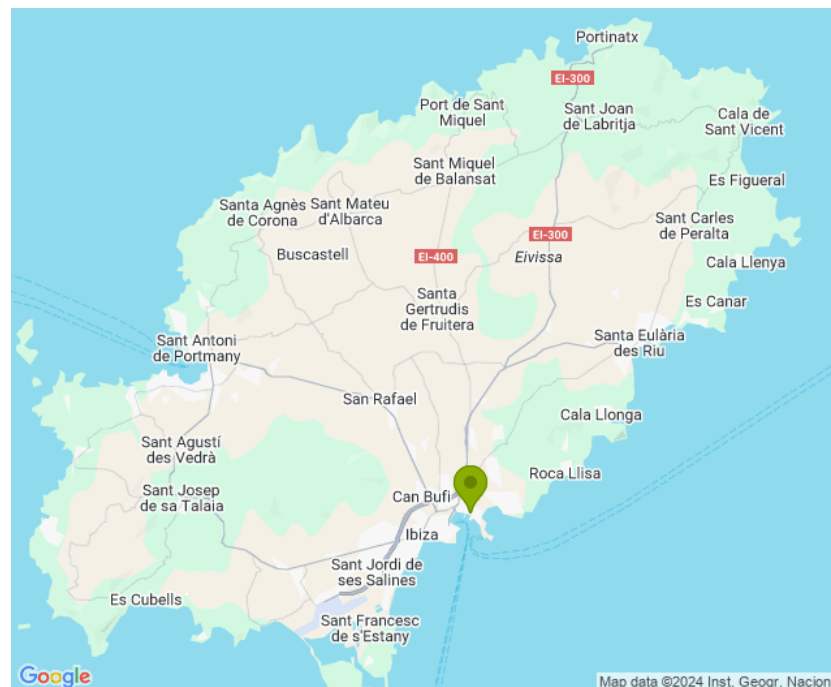 Portinatx
EI-300
Port de Sant
Miquel
Sant Joan
de Labritja
Cala de
Sant Vicent
Sant Miquel
de Balansat
Es Figueral
Santa Agnès
de Corona
Sant Mateu
d'Albarca
Sant Carles
de Peralta
EI-300
Buscastell
EI-400
Eivissa
Cala Llenya
Santa
Gertrudis
de Fruitera
Es Canar
Sant Antoni
de Portmany
Santa Eulària
des Riu
San Rafael
Cala Llonga
Sant Agustí
des Vedrà
Roca Llisa
Sant Josep
de sa Talaia
Can Bufi
Ibiza
Sant Jordi de
ses Salines
Es Cubells
Sant Francesc
de s'Estany
Google
Map data ©2024 Inst. Geogr. Nacion